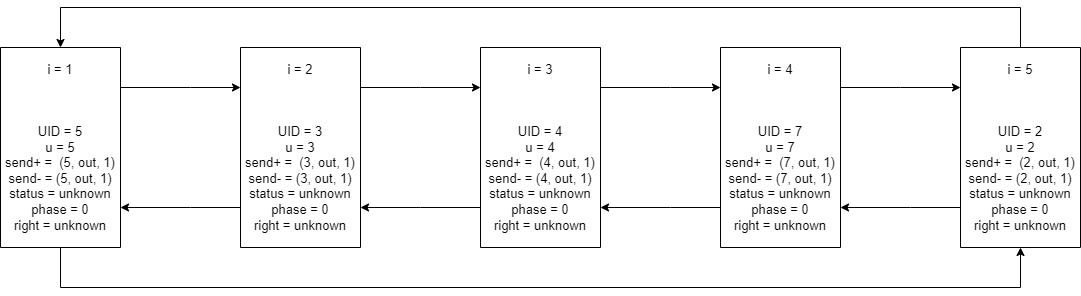 i = 1
UID = 5
u = 5
send+ = (5, out, 1)
send- = (5, out, 1)
status = unknown
phase = 0
right = unknown
i = 2
UID = 3
u = 3
send+ = (3, out, 1)
send- = (3, out, 1)
status = unknown
phase = 0
right = unknown
i = 3
UID = 4
u = 4
send+ = (4, out, 1)
send- = (4, out, 1)
status = unknown
phase = 0
right = unknown
i = 4
UID = 7
u = 7
send+ = (7, out, 1)
send- = (7, out, 1)
status = unknown
phase = 0
right = unknown
i = 5
UID = 2
u = 2
send+ = (2, out, 1)
send- = (2, out, 1)
status = unknown
phase = 0
right = unknown